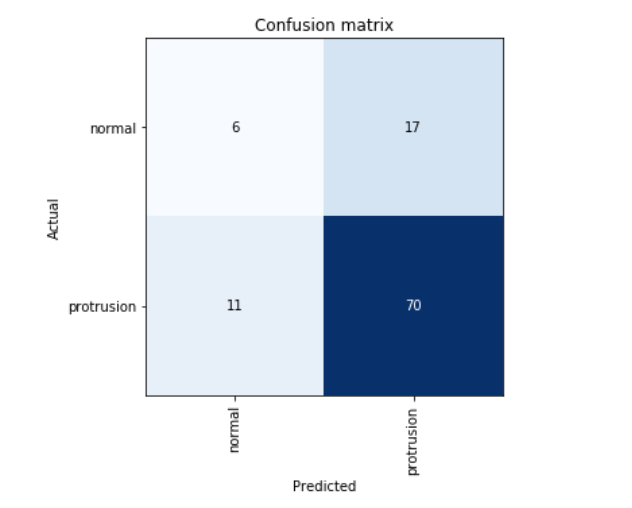 Confusion matrix
Actual
normal
6
17
protrusion
11
70
normal
protrusion
Predicted